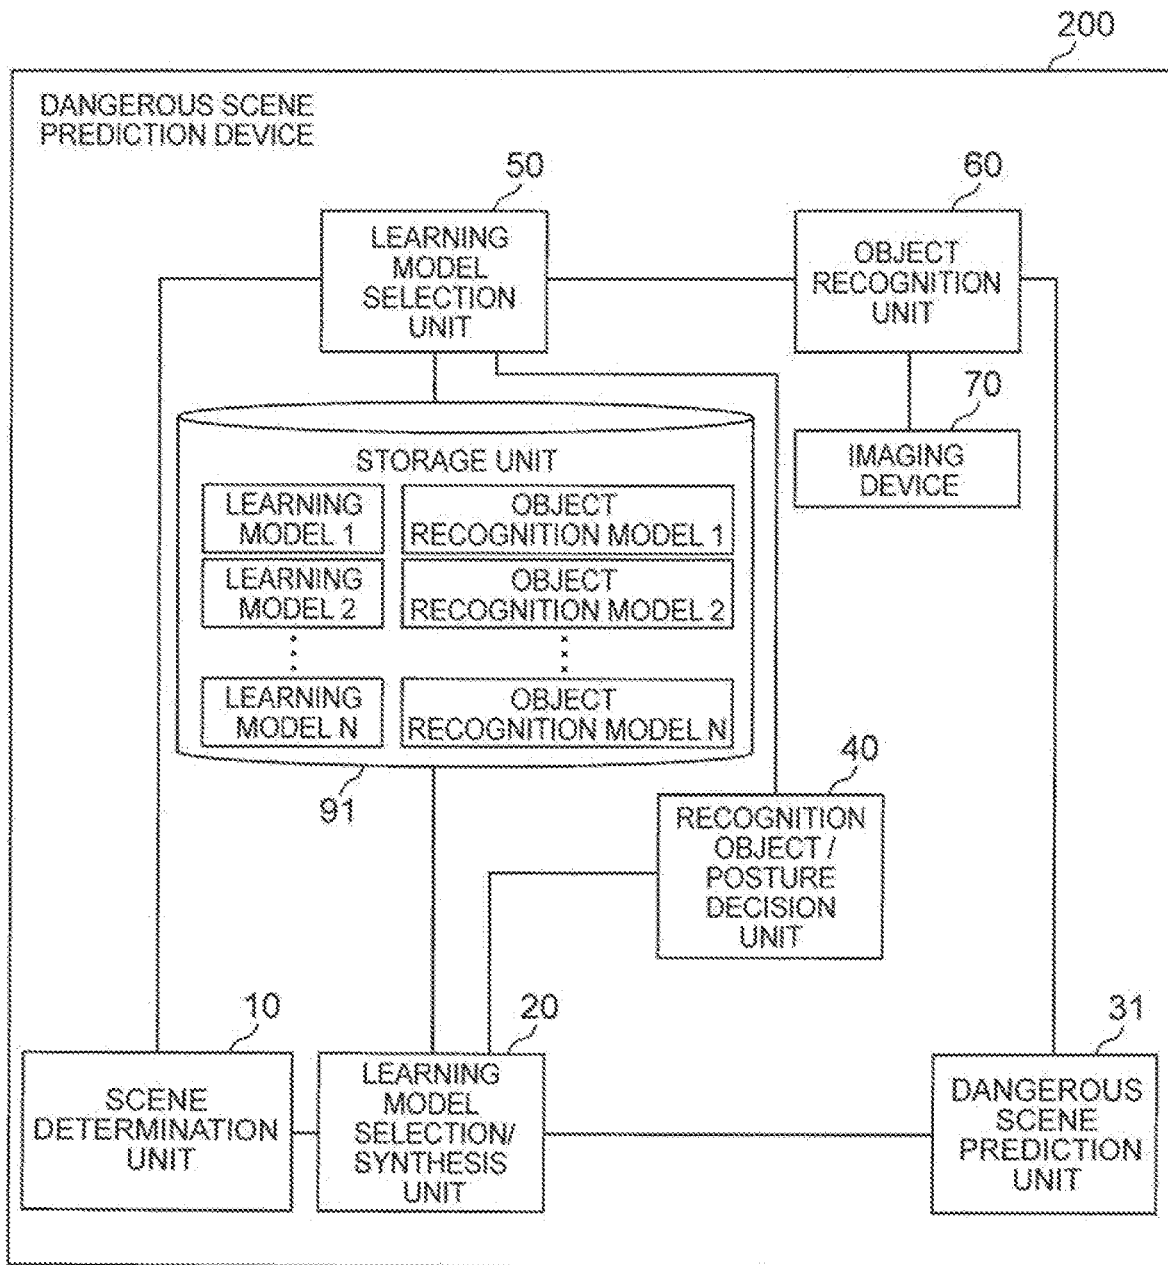 200
DANGEROUS SCENE
PREDICTION DEVICE
50
LEARNING
MODEL
SELECTION
UNIT
60
OBJECT
RECOGNITION
UNIT
70
IMAGING
DEVICE
STORAGE UNIT
LEARNING
MODEL 1
OBJECT
RECOGNITION MODEL 1
LEARNING
MODEL 2
OBJECT
RECOGNITION MODEL 2
LEARNING
MODEL N
OBJECT
RECOGNITION MODEL N
91
40
RECOGNITION
OBJECT /
POSTURE
DECISION
UNIT
10
SCENE
DETERMINATION
UNIT
20
LEARNING
MODEL
SELECTION/
SYNTHESIS
UNIT
31
DANGEROUS
SCENE
PREDICTION
UNIT